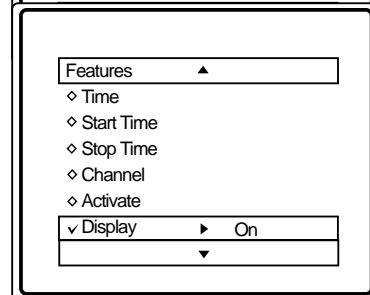 Features ▲
◇ Time
◇ Start Time
◇ Stop Time
◇ Channel
◇ Activate
✓ Display ▶ On
▼